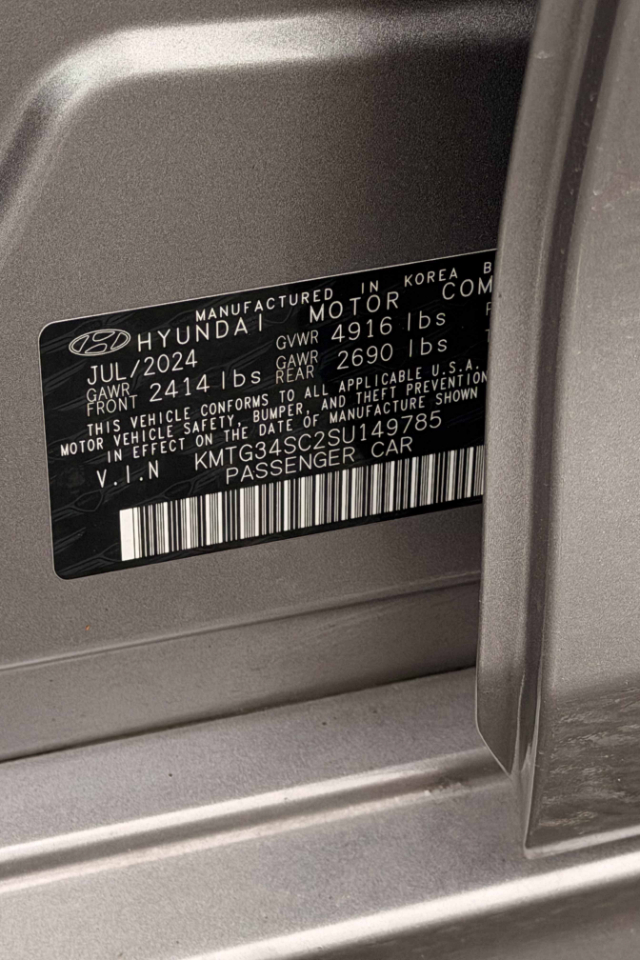 MANUFACTURED IN KOREA B
HYUNDAI MOTOR COM
JUL/2024 GVWR 4916 lbs
GAWR FRONT 2414 lbs GAWR REAR 2690 lbs
THIS VEHICLE CONFORMS TO ALL APPLICABLE U.S.A.
MOTOR VEHICLE SAFETY, BUMPER, AND THEFT PREVENTION
IN EFFECT ON THE DATE OF MANUFACTURE SHOWN
V.I.N KMTG34SC2SU149785
PASSENGER CAR